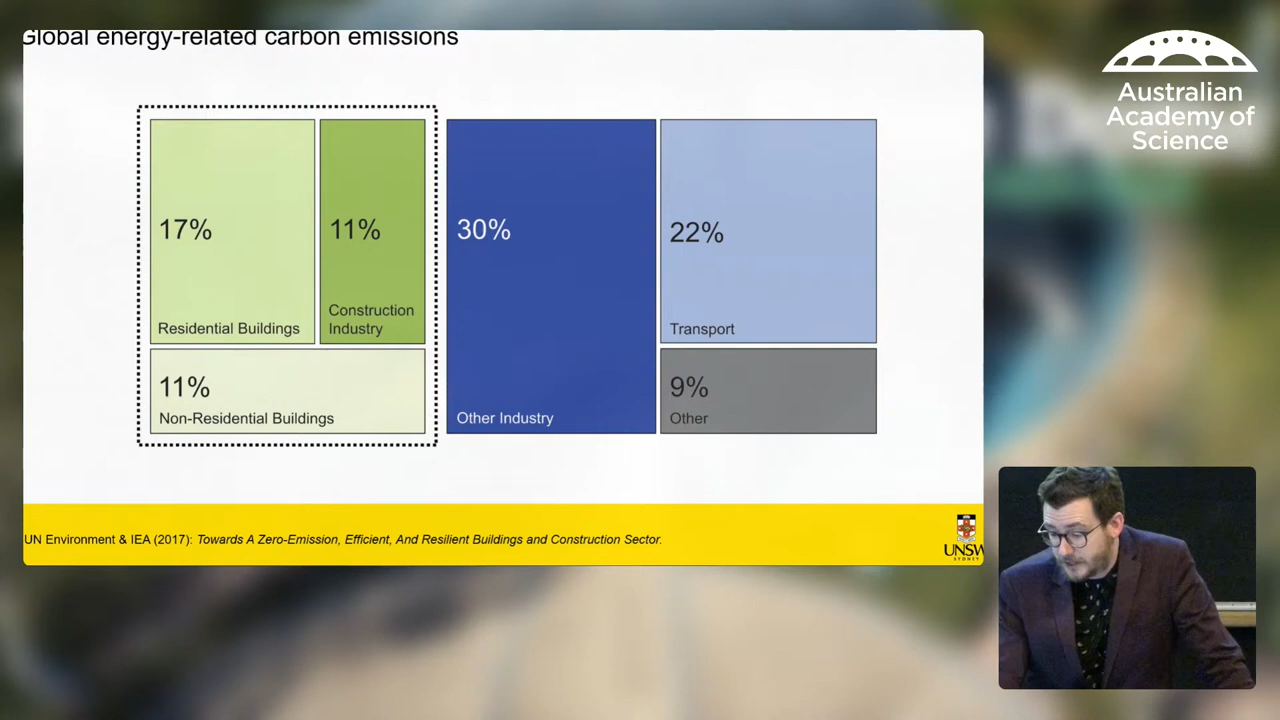 Global energy-related carbon emissions
Australian
Academy of
Science
17%
11%
30%
22%
Construction
Industry
Residential Buildings
Transport
11%
9%
Non-Residential Buildings
Other Industry
Other
UN Environment & IEA (2017): Towards A Zero-Emission, Efficient, And Resilient Buildings and Construction Sector.
UNSW
SYDNEY